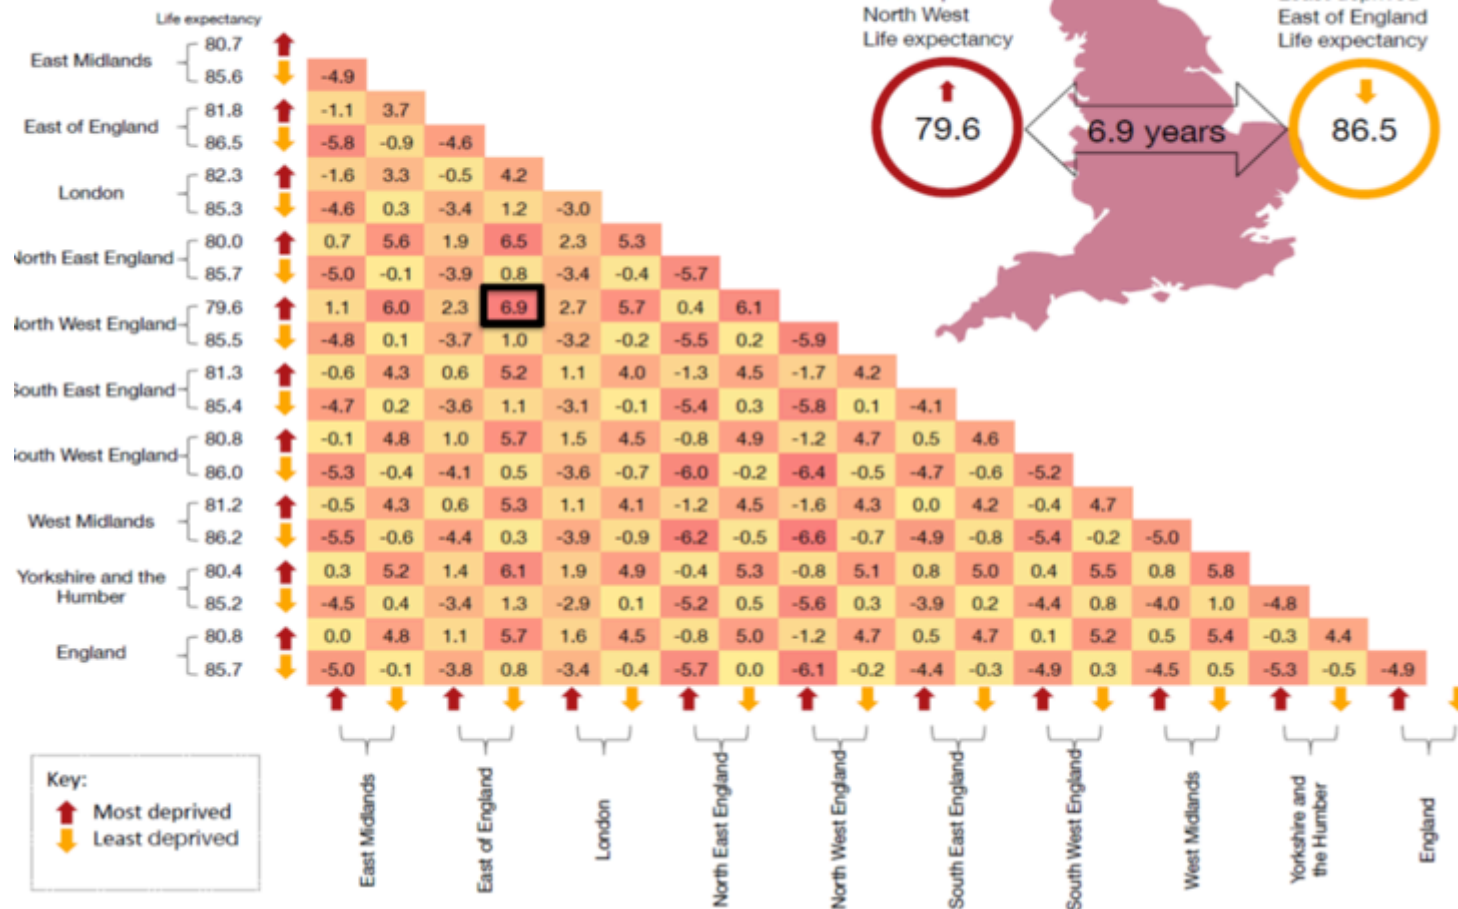 Life expectancy
North West
Life expectancy
East of England
Life expectancy
79.6
6.9 years
86.5
East Midlands
80.7
85.6 -4.9
East of England
81.8 -1.1 3.7
86.5 -5.8 -0.9 -4.6
London
82.3 -1.6 3.3 -0.5 4.2
85.3 -4.6 0.3 -3.4 1.2 -3.0
North East England
80.0 0.7 5.6 1.9 6.5 2.3 5.3
85.7 -5.0 -0.1 -3.9 0.8 -3.4 -0.4 -5.7
North West England
79.6 1.1 6.0 2.3 6.9 2.7 5.7 0.4 6.1
85.5 -4.8 0.1 -3.7 1.0 -3.2 -0.2 -5.5 0.2 -5.9
South East England
81.3 -0.6 4.3 0.6 5.2 1.1 4.0 -1.3 4.5 -1.7 4.2
85.4 -4.7 0.2 -3.6 1.1 -3.1 -0.1 -5.4 0.3 -5.8 0.1 -4.1
South West England
80.8 -0.1 4.8 1.0 5.7 1.5 4.5 -0.8 4.9 -1.2 4.7 0.5 4.6
86.0 -5.3 -0.4 -4.1 0.5 -3.6 -0.7 -6.0 -0.2 -6.4 -0.5 -4.7 -0.6 -5.2
West Midlands
81.2 -0.5 4.3 0.6 5.3 1.1 4.1 -1.2 4.5 -1.6 4.3 0.0 4.2 -0.4 4.7
86.2 -5.5 -0.6 -4.4 0.3 -3.9 -0.9 -6.2 -0.5 -6.6 -0.7 -4.9 -0.8 -5.4 -0.2 -5.0
Yorkshire and the
Humber
80.4 0.3 5.2 1.4 6.1 1.9 4.9 -0.4 5.3 -0.8 5.1 0.8 5.0 0.4 5.5 0.8 5.8
85.2 -4.5 0.4 -3.4 1.3 -2.9 0.1 -5.2 0.5 -5.6 0.3 -3.9 0.2 -4.4 0.8 -4.0 1.0 -4.8
England
80.8 0.0 4.8 1.1 5.7 1.6 4.5 -0.8 5.0 -1.2 4.7 0.5 4.7 0.1 5.2 0.5 5.4 -0.3 4.4
85.7 -5.0 -0.1 -3.8 0.8 -3.4 -0.4 -5.7 0.0 -6.1 -0.2 -4.4 -0.3 -4.9 0.3 -4.5 0.5 -5.3 -0.5 -4.9
East Midlands
East of England
London
North East England
North West England
South East England
South West England
West Midlands
Yorkshire and
the Humber
England
Key:
Most deprived
Least deprived